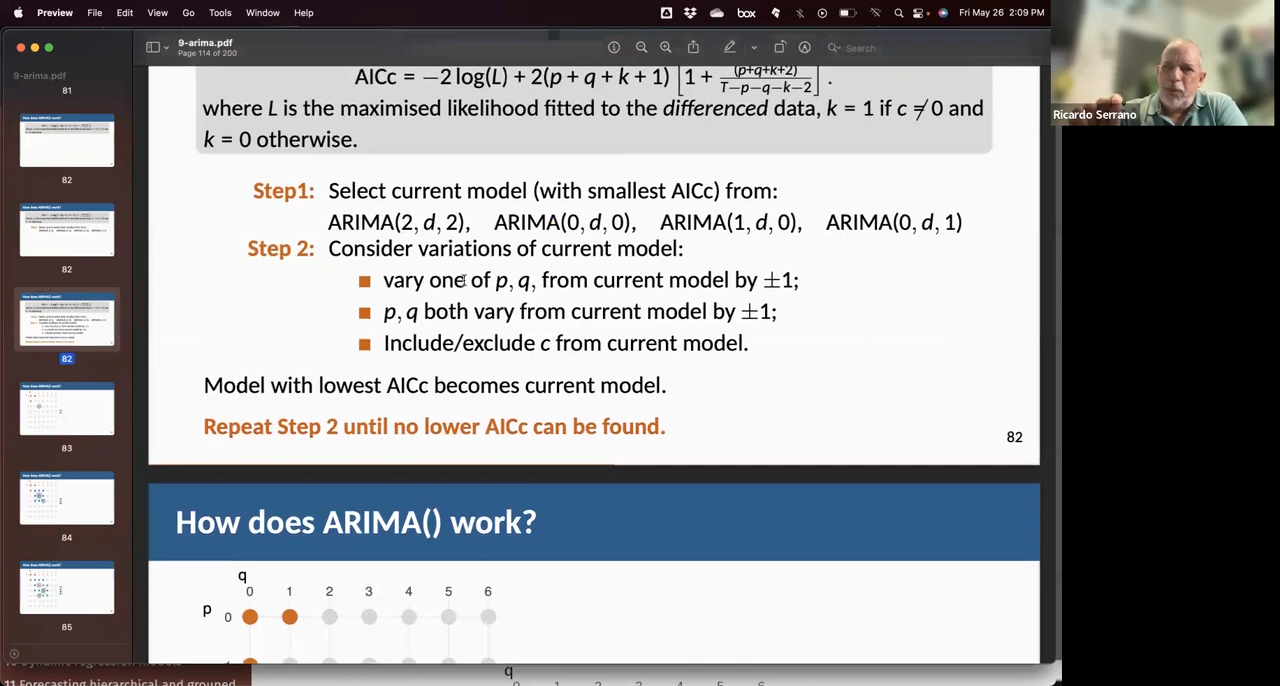 Preview File Edit View Go Tools Window Help
box
Fri May 26 2:09 PM
9-arima.pdf
Page 114 of 200
Search
9-arima.pdf
81
82
82
82
83
84
85
AICc = −2 log(L) + 2(p + q + k + 1) [1 + (p+q+k+2)/(T−p−q−k−2)] .
where L is the maximised likelihood fitted to the differenced data, k = 1 if c ≠ 0 and
k = 0 otherwise.
Step1: Select current model (with smallest AICc) from:
ARIMA(2, d, 2), ARIMA(0, d, 0), ARIMA(1, d, 0), ARIMA(0, d, 1)
Step 2: Consider variations of current model:
■ vary one of p, q, from current model by ±1;
■ p, q both vary from current model by ±1;
■ Include/exclude c from current model.
Model with lowest AICc becomes current model.
Repeat Step 2 until no lower AICc can be found.
82
How does ARIMA() work?
q
0 1 2 3 4 5 6
p
0
11 Forecasting hierarchical and grouped
q
Ricardo Serrano